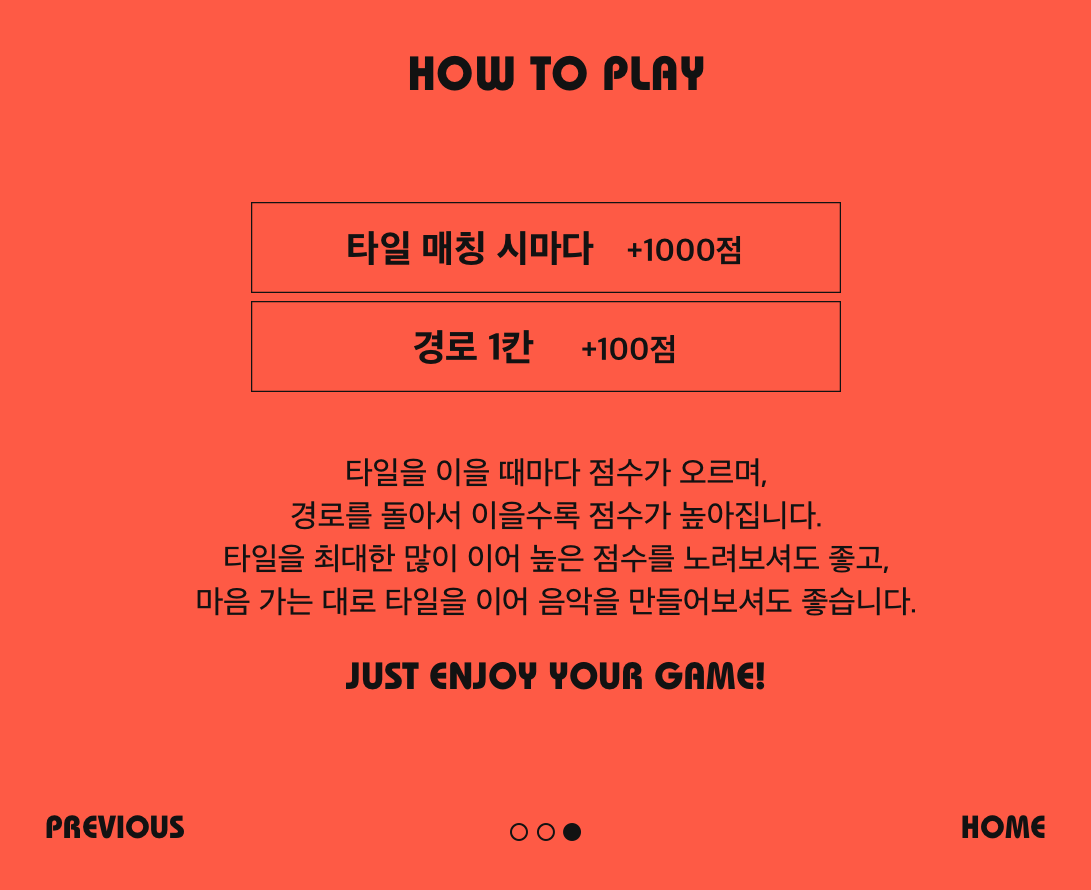 HOW TO PLAY
타일 매칭 시마다 +1000점
경로 1칸 +100점
타일을 이을 때마다 점수가 오르며,
경로를 돌아서 이을수록 점수가 높아집니다.
타일을 최대한 많이 이어 높은 점수를 노려보셔도 좋고,
마음 가는 대로 타일을 이어 음악을 만들어보셔도 좋습니다.
JUST ENJOY YOUR GAME!
PREVIOUS
HOME